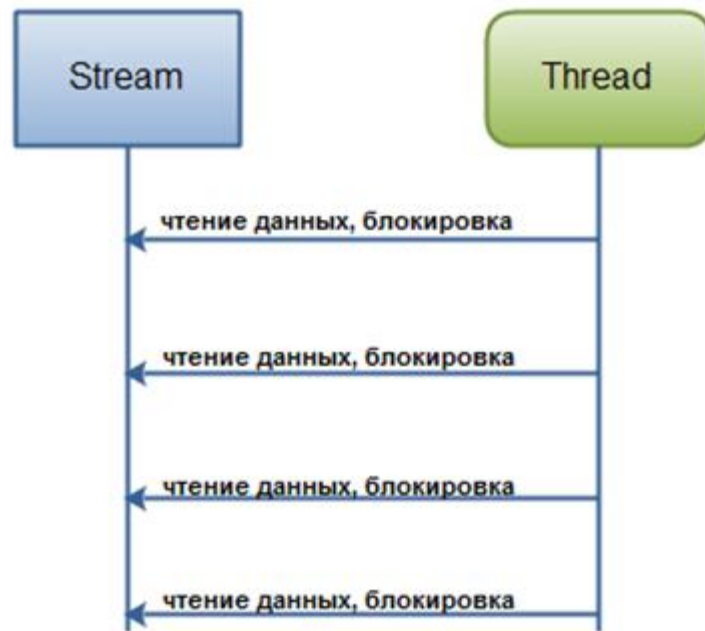 Stream
Thread
чтение данных, блокировка
чтение данных, блокировка
чтение данных, блокировка
чтение данных, блокировка